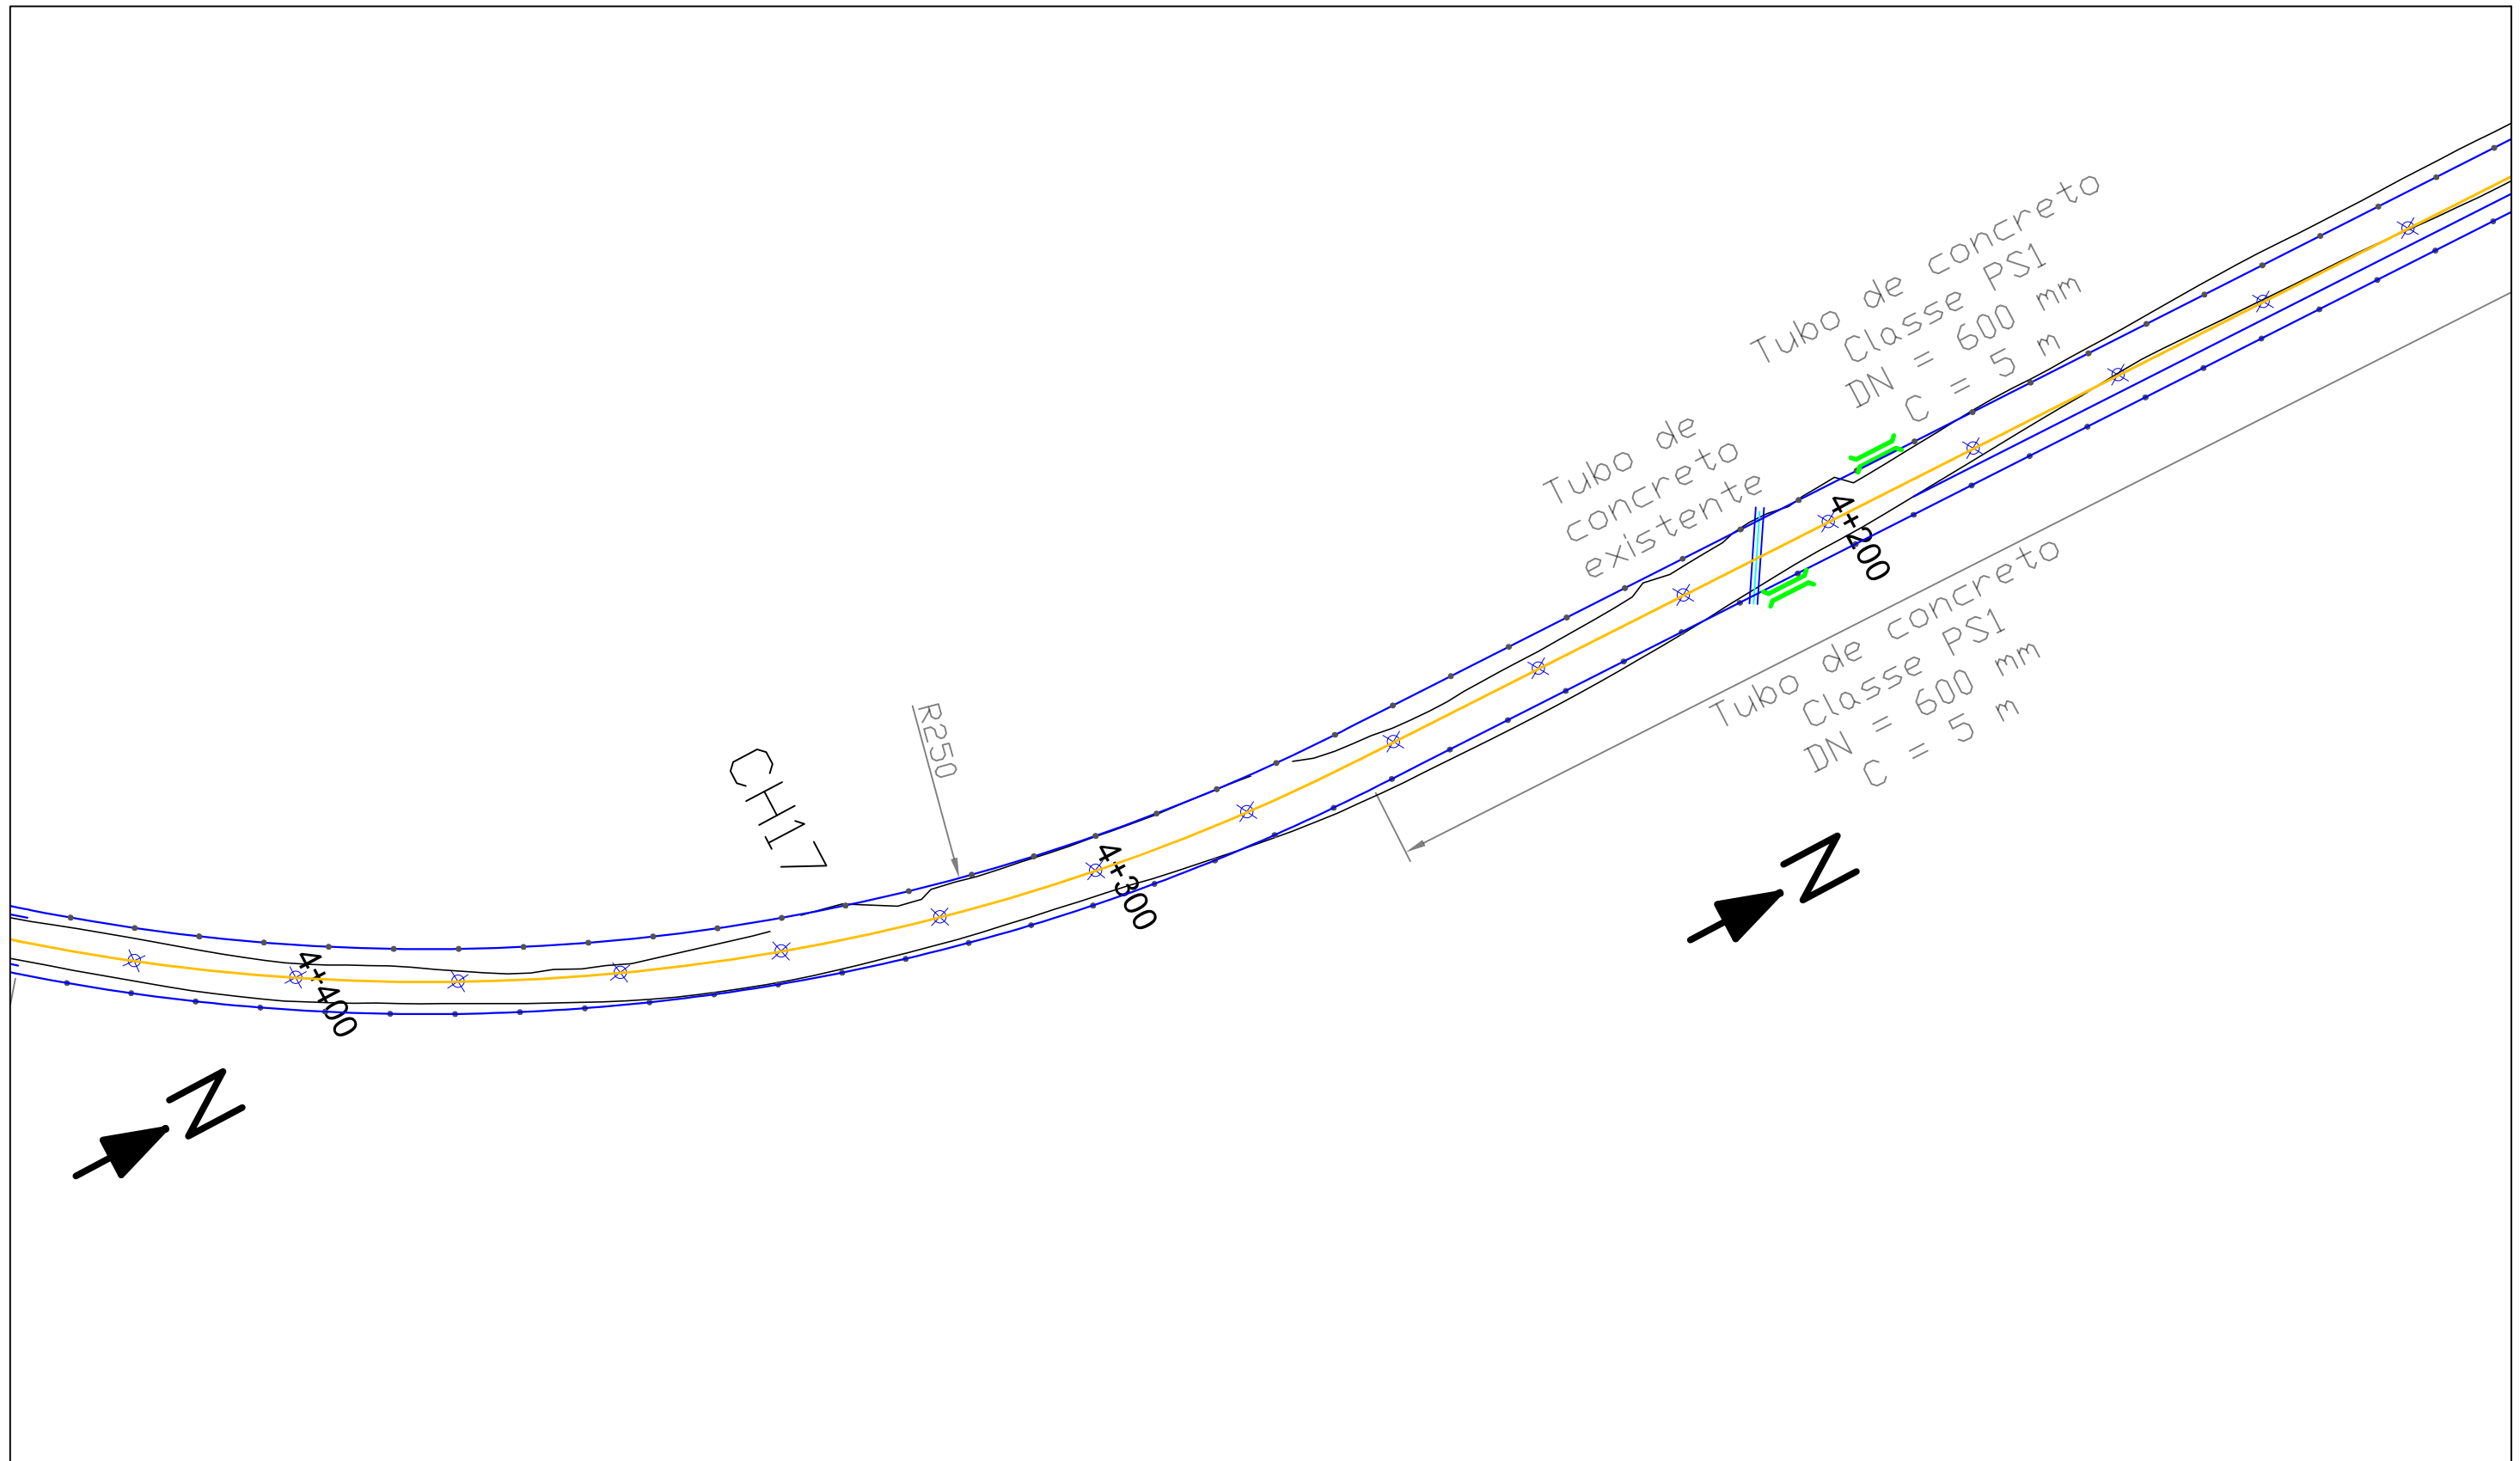 Tubo de concreto
Classe PS1
DN = 600 mm
C = 5 m
Tubo de
concreto
existente
4+200
Tubo de concreto
Classe PS1
DN = 600 mm
C = 5 m
R250
CH17
4+300
4+400
N
N